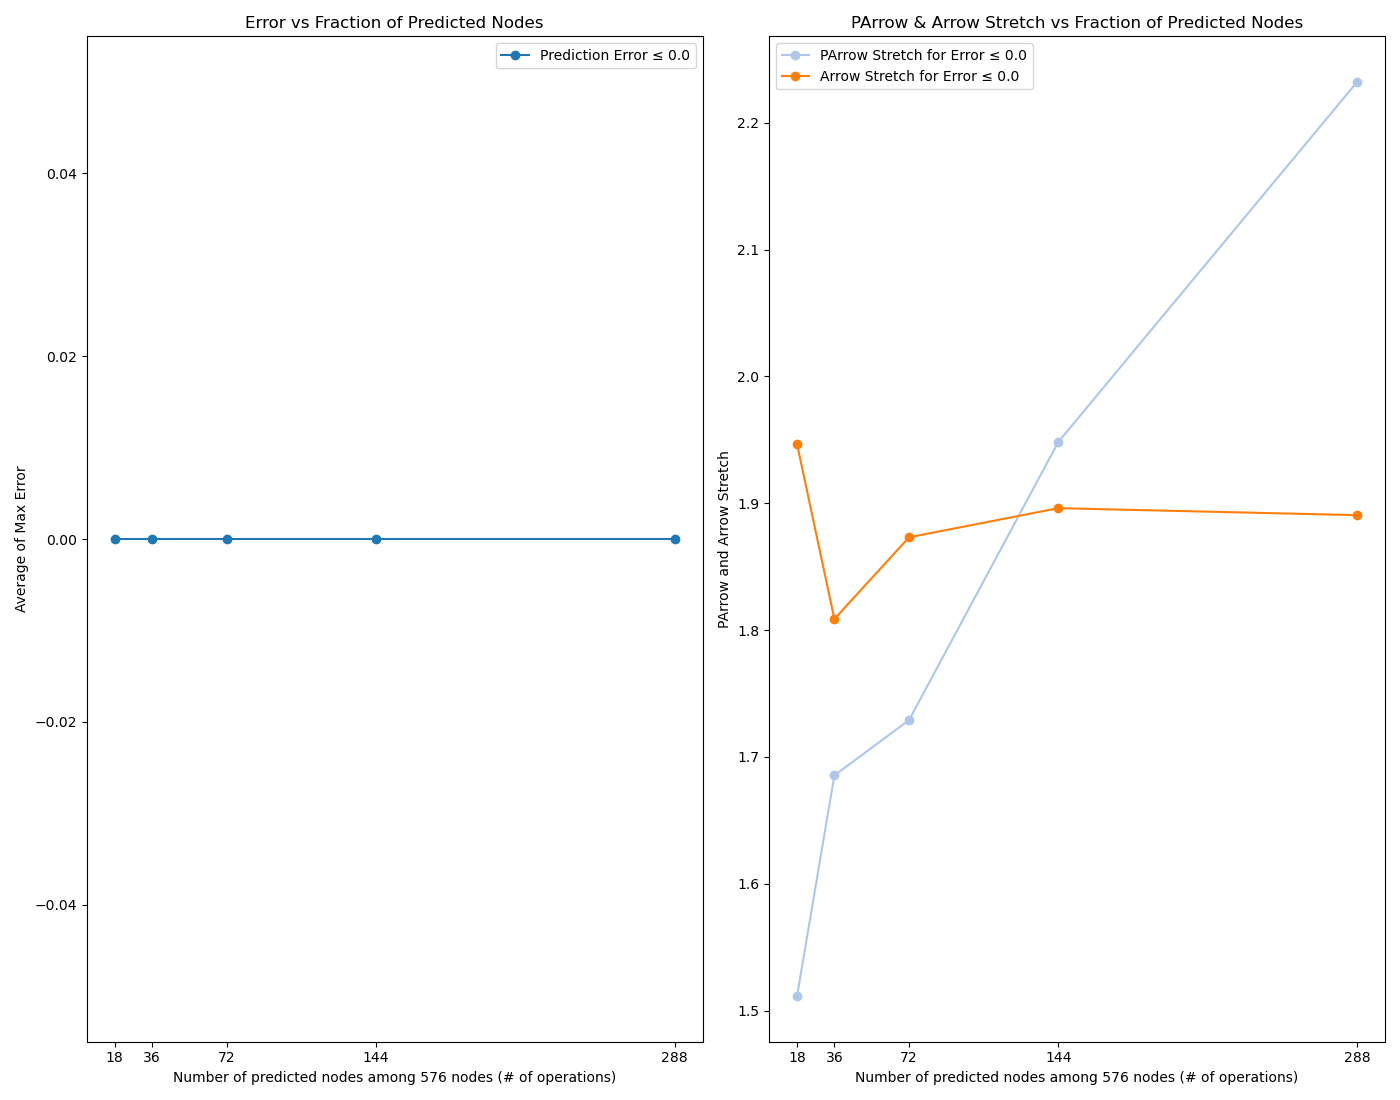 Error vs Fraction of Predicted Nodes
Prediction Error ≤ 0.0
0.04
0.02
0.00
−0.02
−0.04
Average of Max Error
18 36 72 144 288
Number of predicted nodes among 576 nodes (# of operations)
PArrow & Arrow Stretch vs Fraction of Predicted Nodes
PArrow Stretch for Error ≤ 0.0
Arrow Stretch for Error ≤ 0.0
2.2
2.1
2.0
1.9
1.8
1.7
1.6
1.5
PArrow and Arrow Stretch
18 36 72 144 288
Number of predicted nodes among 576 nodes (# of operations)